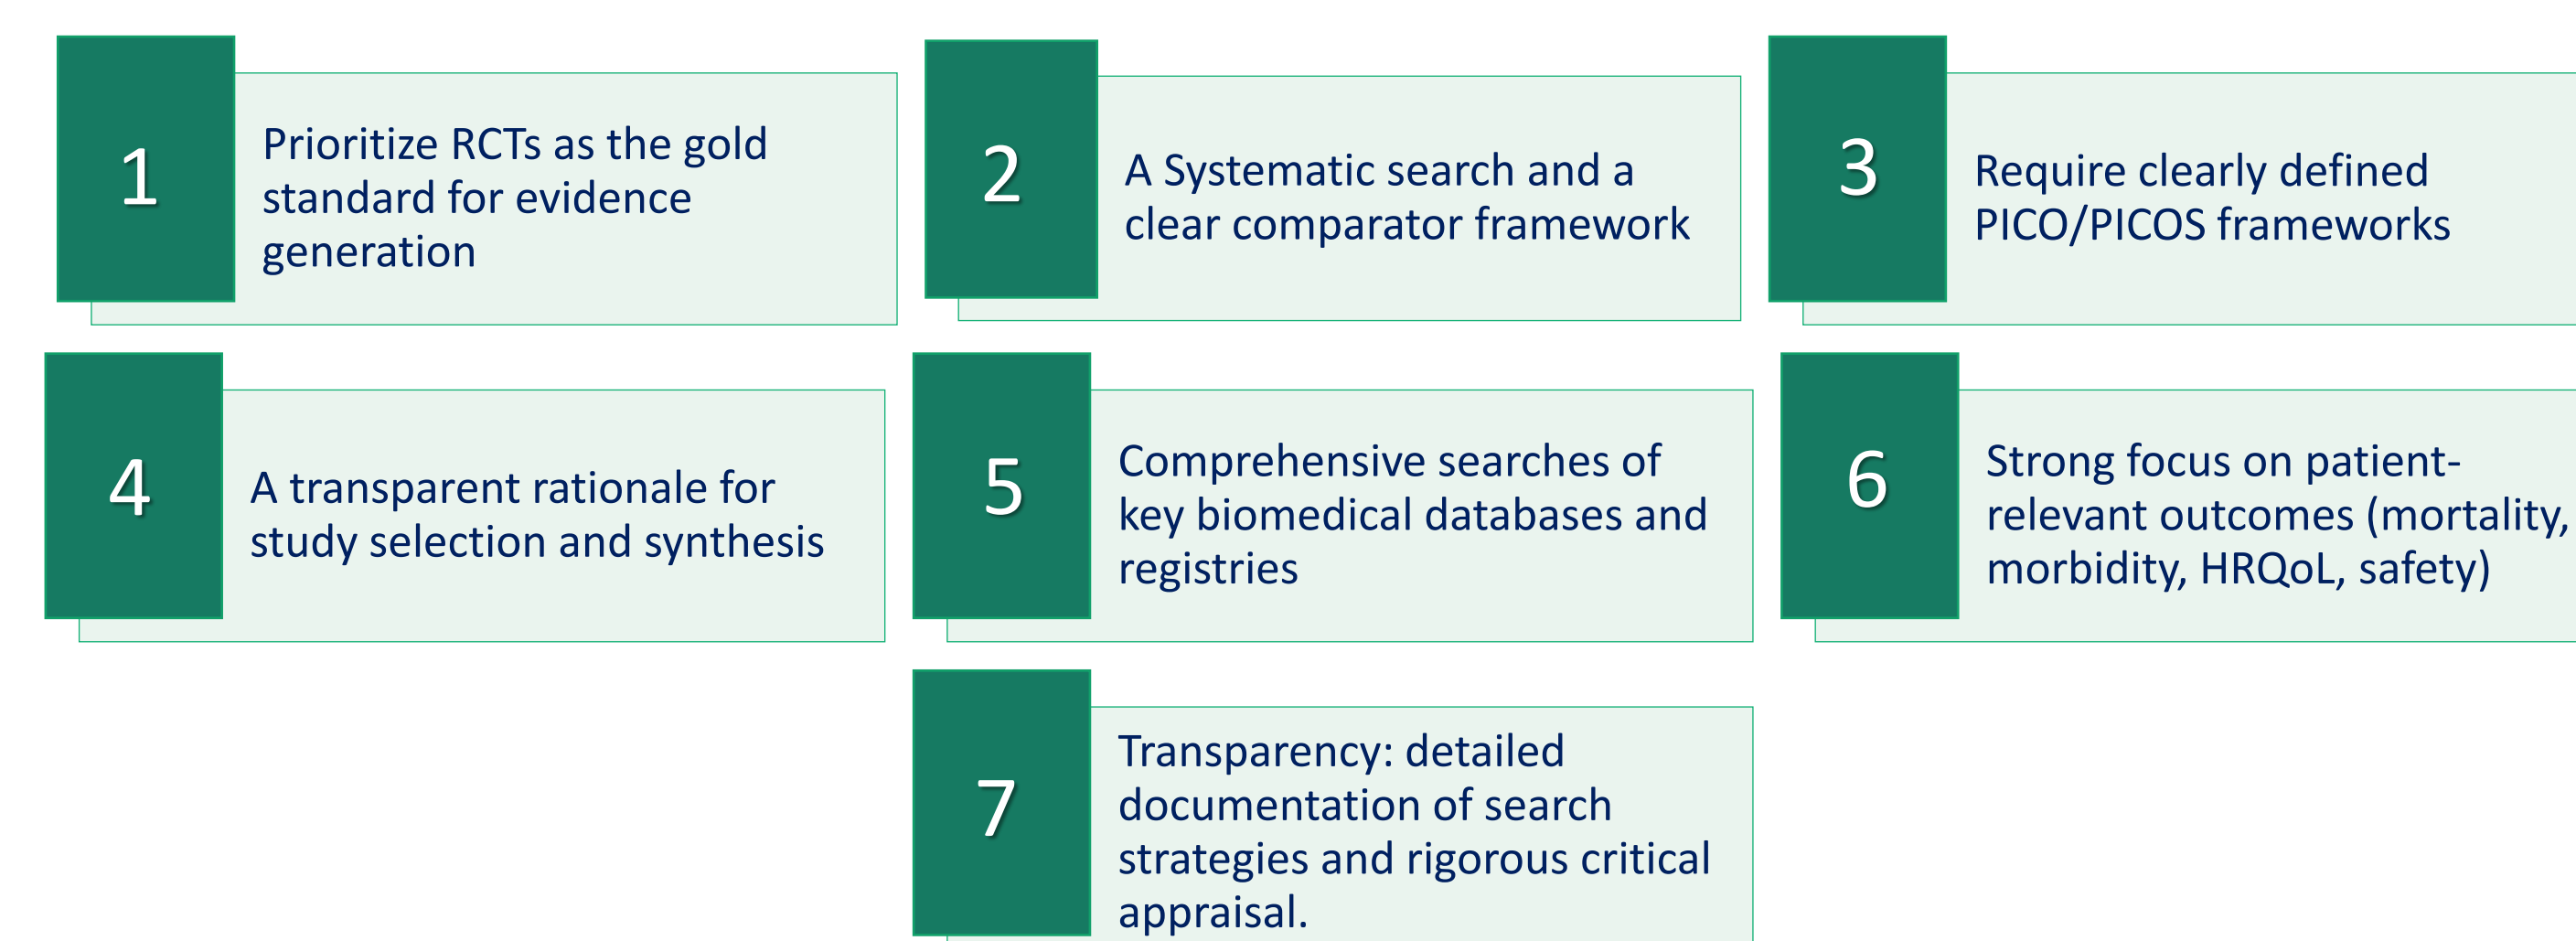 1
Prioritize RCTs as the gold
standard for evidence
generation
2
A Systematic search and a
clear comparator framework
3
Require clearly defined
PICO/PICOS frameworks
4
A transparent rationale for
study selection and synthesis
5
Comprehensive searches of
key biomedical databases and
registries
6
Strong focus on patient-
relevant outcomes (mortality,
morbidity, HRQoL, safety)
7
Transparency: detailed
documentation of search
strategies and rigorous critical
appraisal.